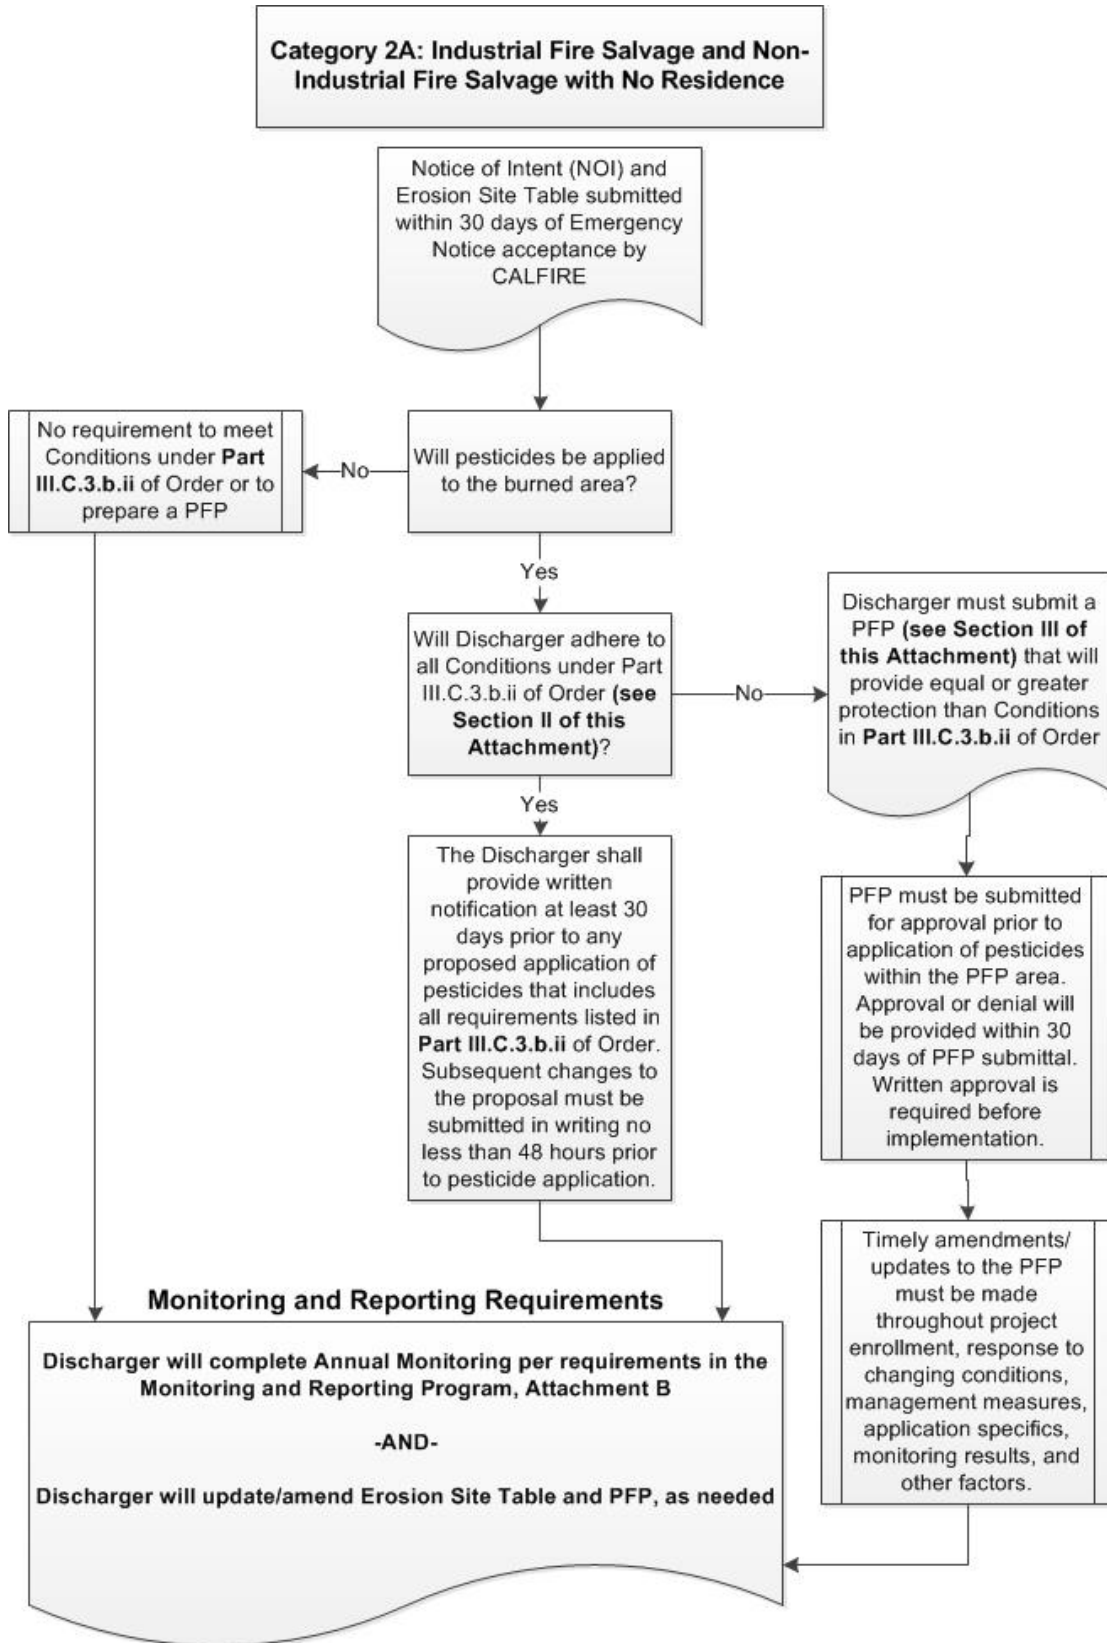 Category 2A: Industrial Fire Salvage and Non-
Industrial Fire Salvage with No Residence
Notice of Intent (NOI) and
Erosion Site Table submitted
within 30 days of Emergency
Notice acceptance by
CALFIRE
No requirement to meet
Conditions under Part
III.C.3.b.ii of Order or to
prepare a PFP
No
Will pesticides be applied
to the burned area?
Yes
Will Discharger adhere to
all Conditions under Part
III.C.3.b.ii of Order (see
Section II of this
Attachment)?
No
Discharger must submit a
PFP (see Section III of
this Attachment) that will
provide equal or greater
protection than Conditions
in Part III.C.3.b.ii of Order
Yes
The Discharger shall
provide written
notification at least 30
days prior to any
proposed application of
pesticides that includes
all requirements listed in
Part III.C.3.b.ii of Order.
Subsequent changes to
the proposal must be
submitted in writing no
less than 48 hours prior
to pesticide application.
PFP must be submitted
for approval prior to
application of pesticides
within the PFP area.
Approval or denial will
be provided within 30
days of PFP submittal.
Written approval is
required before
implementation.
Timely amendments/
updates to the PFP
must be made
throughout project
enrollment, response to
changing conditions,
management measures,
application specifics,
monitoring results, and
other factors.
Monitoring and Reporting Requirements
Discharger will complete Annual Monitoring per requirements in the
Monitoring and Reporting Program, Attachment B
-AND-
Discharger will update/amend Erosion Site Table and PFP, as needed